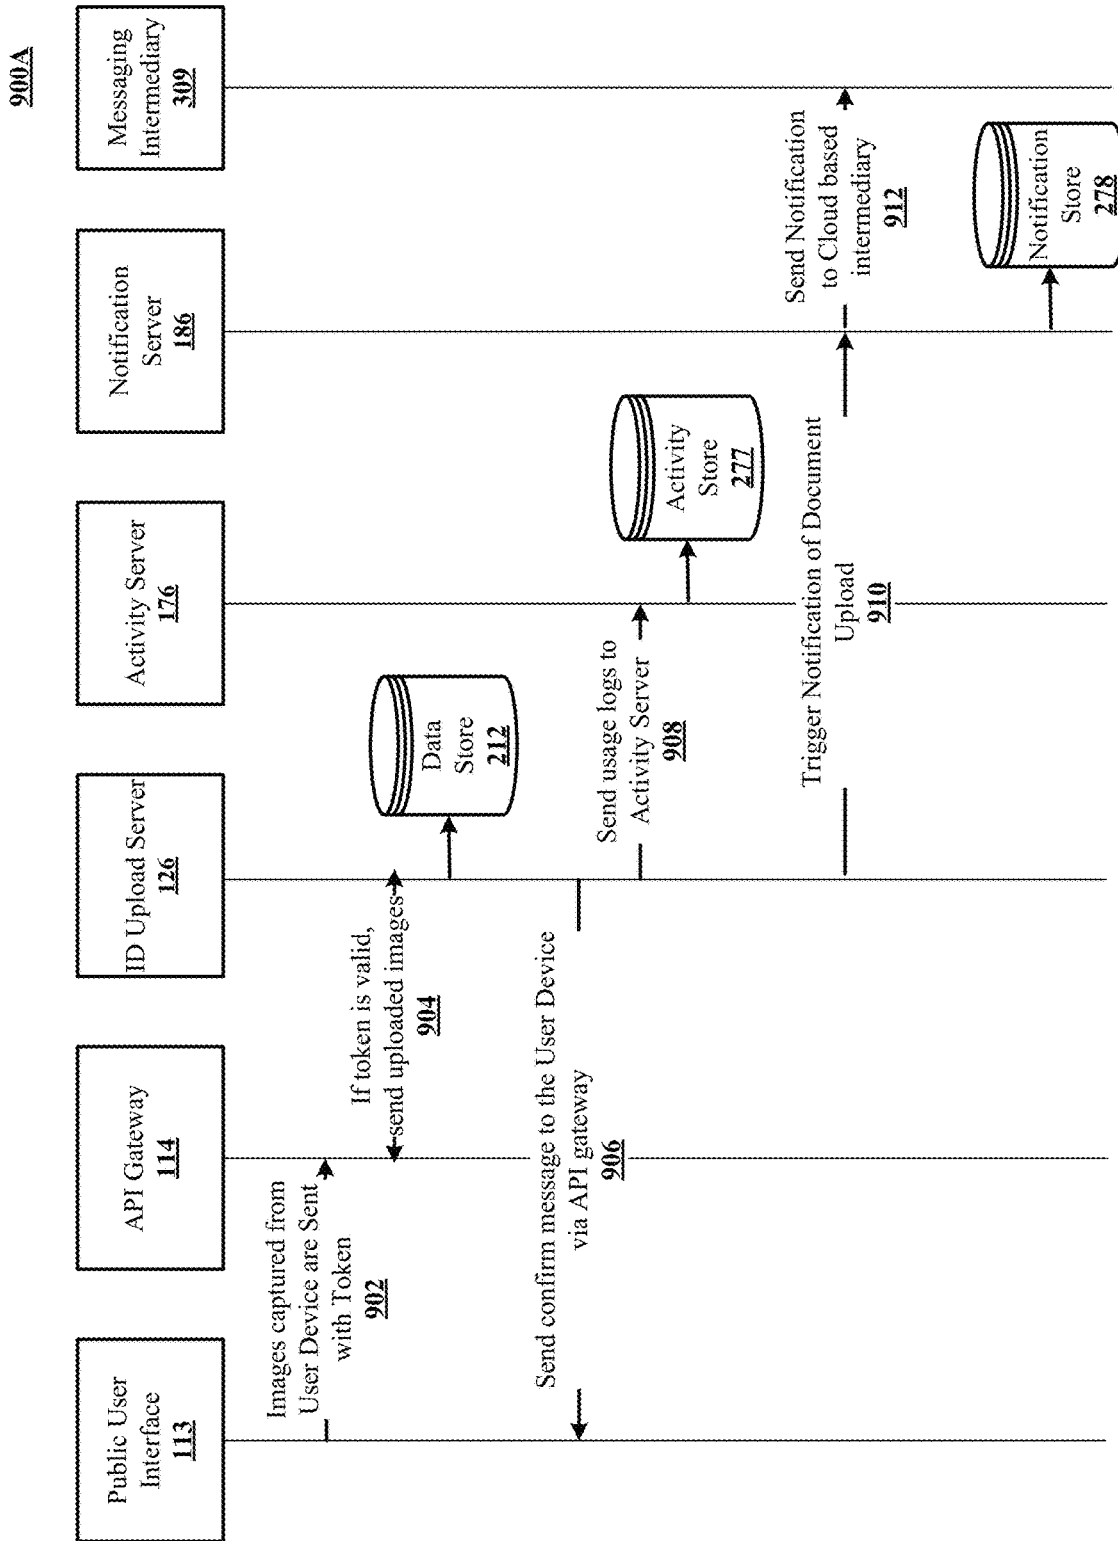 900A
Public User
Interface
113
API Gateway
114
ID Upload Server
126
Activity Server
176
Notification
Server
186
Messaging
Intermediary
309
Images captured from
User Device are Sent
with Token
902
If token is valid,
send uploaded images
904
Data
Store
212
Send confirm message to the User Device
via API gateway
906
Send usage logs to
Activity Server
908
Activity
Store
277
Trigger Notification of Document
Upload
910
Send Notification
to Cloud based
intermediary
912
Notification
Store
278